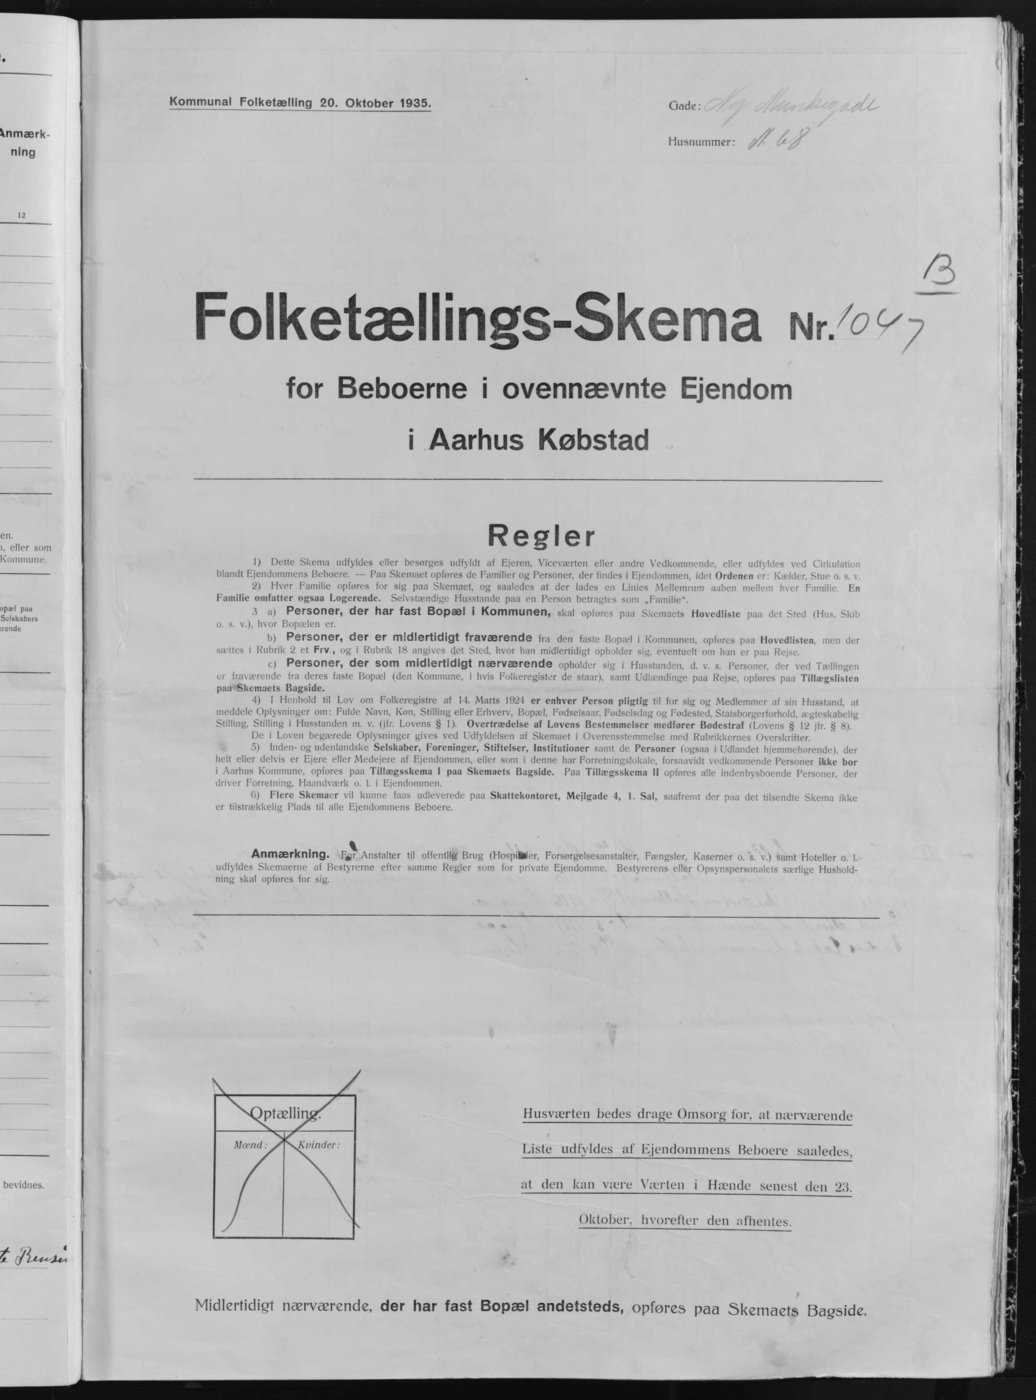 Anmærk-
ning
12
en.
n, eller som
Kommune.
opæl paa
Selskabers
rende
bevidnes.
Kommunal Folketælling 20. Oktober 1935.
Gade: Ny Munkegade
Husnummer: N 68
B
Folketællings-Skema Nr. 1047
for Beboerne i ovennævnte Ejendom
i Aarhus Købstad
Regler
1) Dette Skema udfyldes eller besørges udfyldt af Ejeren, Viceværten eller andre Vedkommende, eller udfyldes ved Cirkulation
blandt Ejendommens Beboere. — Paa Skemaet opføres de Familier og Personer, der findes i Ejendommen, idet Ordenen er: Kælder, Stue o. s. v.
2) Hver Familie opføres for sig paa Skemaet, og saaledes at der lades en Linies Mellemrum aaben mellem hver Familie. En
Familie omfatter ogsaa Logerende. Selvstændige Husstande paa en Person betragtes som „Familie".
3 a) Personer, der har fast Bopæl i Kommunen, skal opføres paa Skemaets Hovedliste paa det Sted (Hus, Skib
o. s. v.), hvor Bopælen er.
b) Personer, der er midlertidigt fraværende fra den faste Bopæl i Kommunen, opføres paa Hovedlisten, men der
sættes i Rubrik 2 et Frv., og i Rubrik 18 angives det Sted, hvor han midlertidigt opholder sig, eventuelt om han er paa Rejse.
c) Personer, der som midlertidigt nærværende opholder sig i Husstanden, d. v. s. Personer, der ved Tællingen
er fraværende fra deres faste Bopæl (den Kommune, i hvis Folkeregister de staar), samt Udlændinge paa Rejse, opføres paa Tillægslisten
paa Skemaets Bagside.
4) I Henhold til Lov om Folkeregistre af 14. Marts 1924 er enhver Person pligtig til for sig og Medlemmer af sin Husstand, at
meddele Oplysninger om: Fulde Navn, Køn, Stilling eller Erhverv, Bopæl, Fødselsaar, Fødselsdag og Fødested, Statsborgerforhold, ægteskabelig
Stilling, Stilling i Husstanden m. v. (jfr. Lovens § 1). Overtrædelse af Lovens Bestemmelser medfører Bødestraf (Lovens § 12 jfr. § 8).
De i Loven begærede Oplysninger gives ved Udfyldelsen af Skemaet i Overensstemmelse med Rubrikkernes Overskrifter.
5) Inden- og udenlandske Selskaber, Foreninger, Stiftelser, Institutioner samt de Personer (ogsaa i Udlandet hjemmehørende), der
helt eller delvis er Ejere eller Medejere af Ejendommen, eller som i denne har Forretningslokale, forsaavidt vedkommende Personer ikke bor
i Aarhus Kommune, opføres paa Tillægsskema I paa Skemaets Bagside. Paa Tillægsskema II opføres alle indenbysboende Personer, der
driver Forretning, Haandværk o. l. i Ejendommen.
6) Flere Skemaer vil kunne faas udleverede paa Skattekontoret, Mejlgade 4, 1. Sal, saafremt der paa det tilsendte Skema ikke
er tilstrækkelig Plads til alle Ejendommens Beboere.
Anmærkning. For Anstalter til offentlig Brug (Hospitaler, Forsørgelsesanstalter, Fængsler, Kaserner o. s. v.) samt Hoteller o. l.
udfyldes Skemaerne af Bestyrerne efter samme Regler som for private Ejendomme. Bestyrerens eller Opsynspersonalets særlige Hushold-
ning skal opføres for sig.
Optælling.
Mænd: Kvinder:
Husværten bedes drage Omsorg for, at nærværende
Liste udfyldes af Ejendommens Beboere saaledes,
at den kan være Værten i Hænde senest den 23.
Oktober, hvorefter den afhentes.
Midlertidigt nærværende, der har fast Bopæl andetsteds, opføres paa Skemaets Bagside.